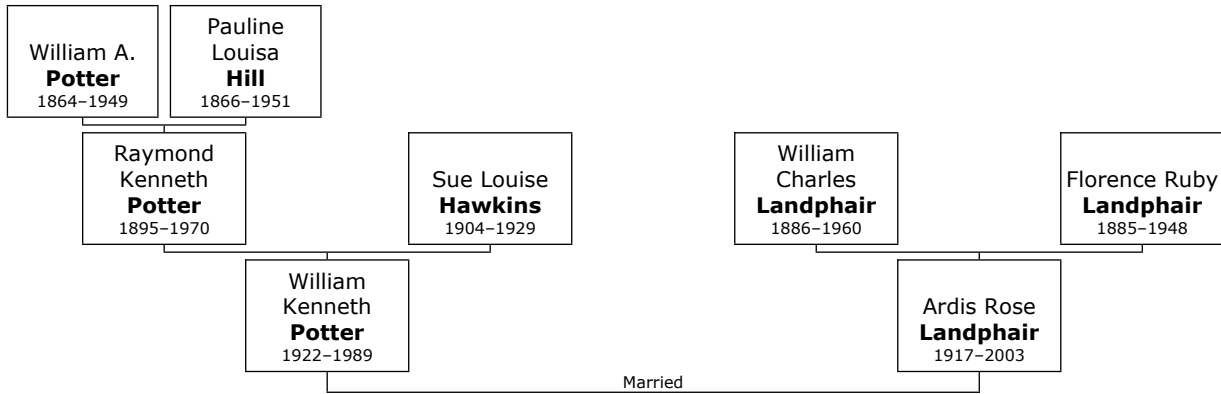 William A.
Potter
1864–1949
Pauline
Louisa
Hill
1866–1951
Raymond
Kenneth
Potter
1895–1970
Sue Louise
Hawkins
1904–1929
William
Charles
Landphair
1886–1960
Florence Ruby
Landphair
1885–1948
William
Kenneth
Potter
1922–1989
Ardis Rose
Landphair
1917–2003
Married